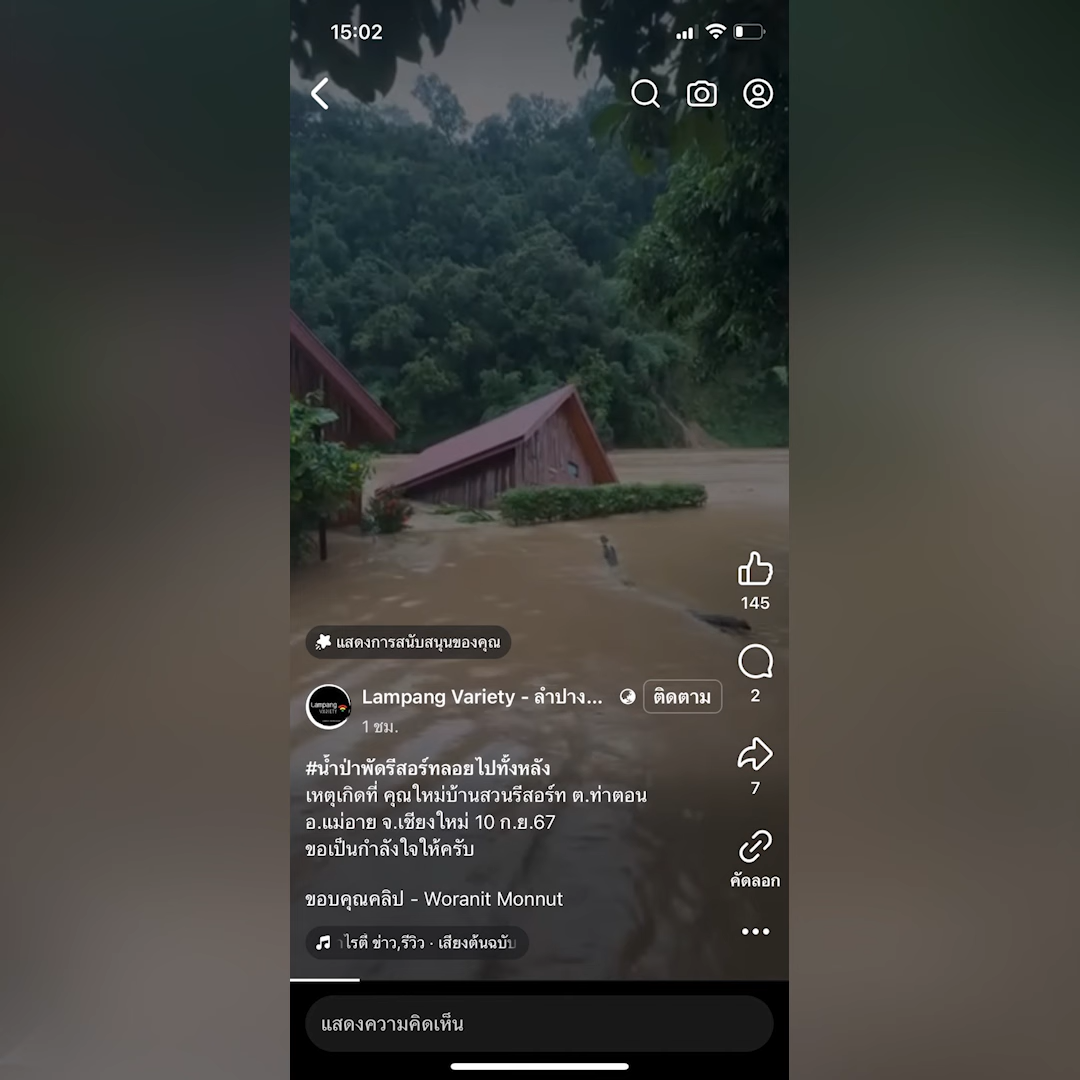 15:02
แสดงการสนับสนุนของคุณ
Lampang Variety - ลำปาง...
ติดตาม
Lampang
VARIETY
1 ชม.
#น้ำป่าพัดรีสอร์ทลอยไปทั้งหลัง
เหตุเกิดที่ คุณใหม่บ้านสวนรีสอร์ท ต.ท่าตอน
อ.แม่อาย จ.เชียงใหม่ 10 ก.ย.67
ขอเป็นกำลังใจให้ครับ
ขอบคุณคลิป - Woranit Monnut
ไรตี้ ข่าว,รีวิว · เสียงต้นฉบับ
145
2
7
คัดลอก
แสดงความคิดเห็น